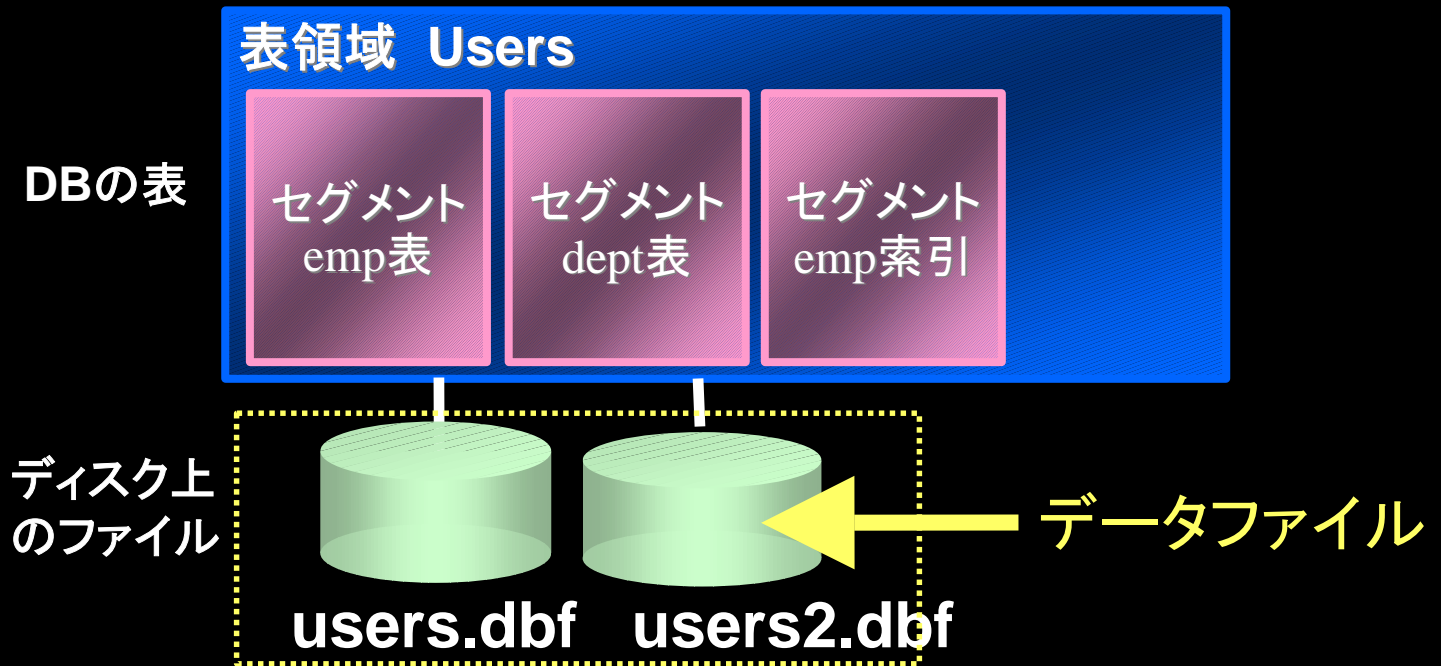 表領域 Users
DBの表
セグメント
emp表
セグメント
dept表
セグメント
emp索引
ディスク上
のファイル
データファイル
users.dbf
users2.dbf